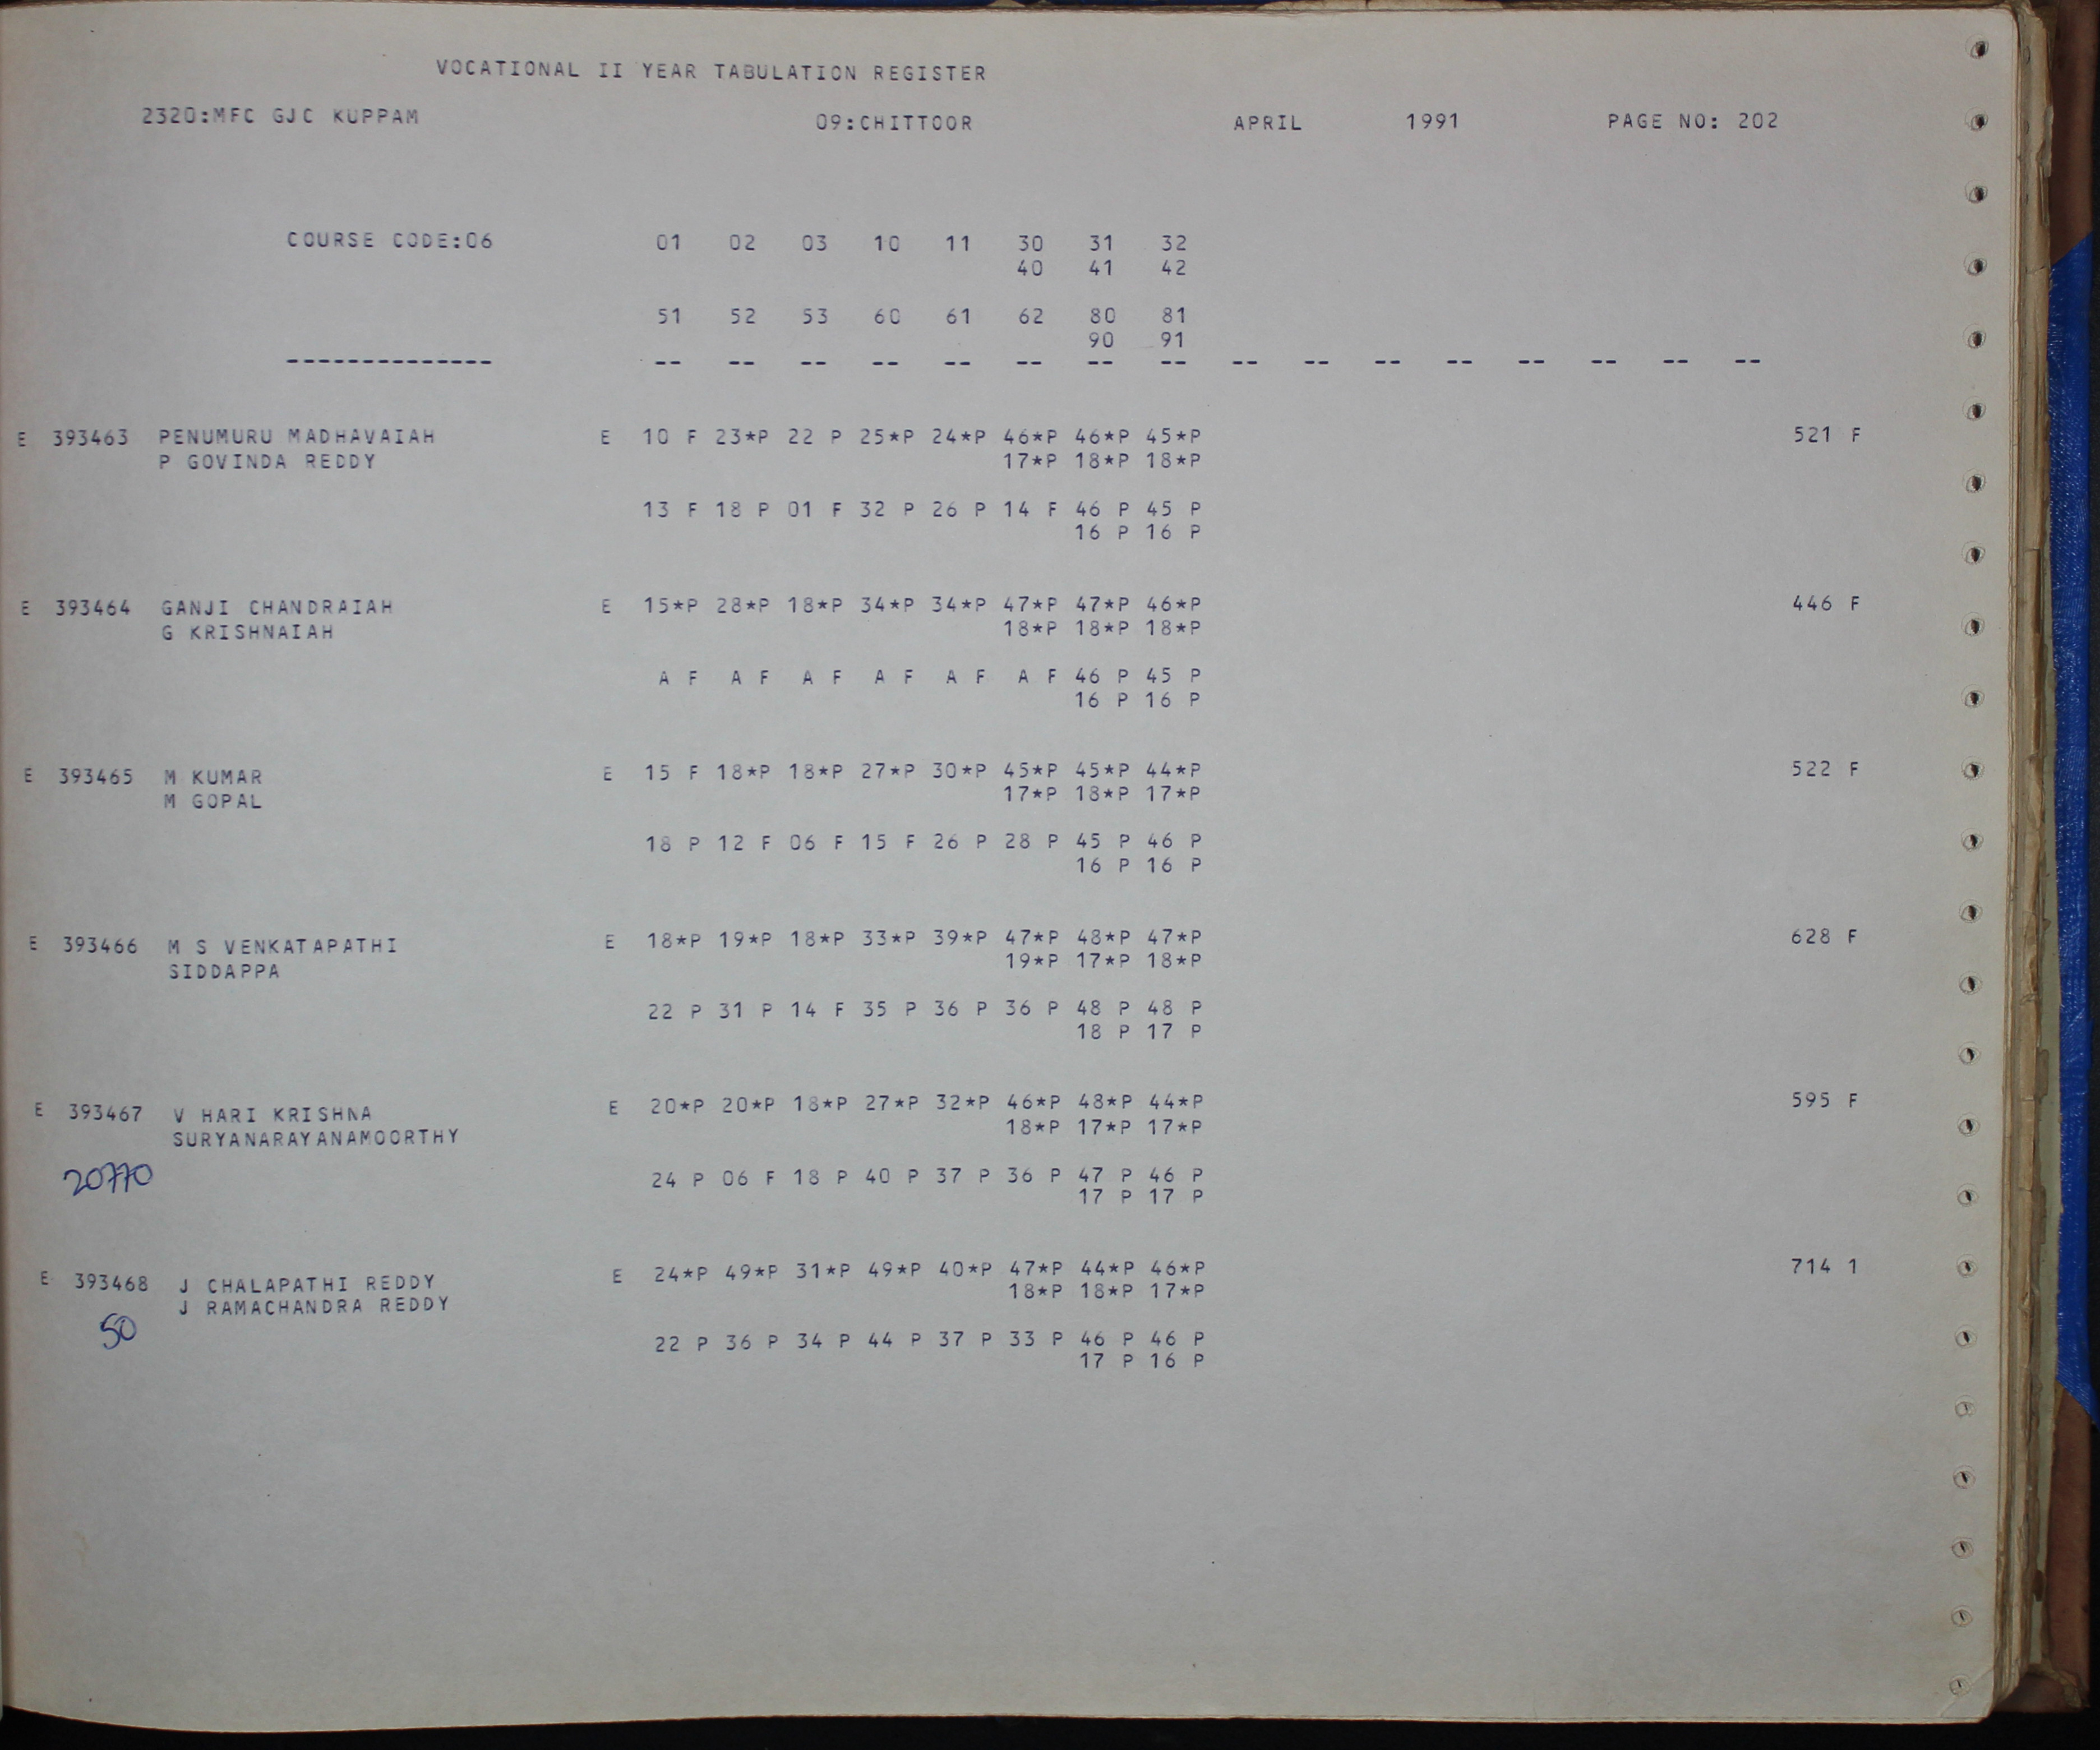 VOCATIONAL II YEAR TABULATION REGISTER
2320:MFC GJC KUPPAM 09:CHITTOOR APRIL 1991 PAGE NO: 202
COURSE CODE:06 01 02 03 10 11 30 31 32
40 41 42
51 52 53 60 61 62 80 81
90 91
-------------- -- -- -- -- -- -- -- -- -- -- -- -- -- -- -- --
E 393463 PENUMURU MADHAVAIAH E 10 F 23*P 22 P 25*P 24*P 46*P 46*P 45*P 521 F
P GOVINDA REDDY 17*P 18*P 18*P
13 F 18 P 01 F 32 P 26 P 14 F 46 P 45 P
16 P 16 P
E 393464 GANJI CHANDRAIAH E 15*P 28*P 18*P 34*P 34*P 47*P 47*P 46*P 446 F
G KRISHNAIAH 18*P 18*P 18*P
A F A F A F A F A F A F 46 P 45 P
16 P 16 P
E 393465 M KUMAR E 15 F 18*P 18*P 27*P 30*P 45*P 45*P 44*P 522 F
M GOPAL 17*P 18*P 17*P
18 P 12 F 06 F 15 F 26 P 28 P 45 P 46 P
16 P 16 P
E 393466 M S VENKATAPATHI E 18*P 19*P 18*P 33*P 39*P 47*P 48*P 47*P 628 F
SIDDAPPA 19*P 17*P 18*P
22 P 31 P 14 F 35 P 36 P 36 P 48 P 48 P
18 P 17 P
E 393467 V HARI KRISHNA E 20*P 20*P 18*P 27*P 32*P 46*P 48*P 44*P 595 F
SURYANARAYANAMOORTHY 18*P 17*P 17*P
20770 24 P 06 F 18 P 40 P 37 P 36 P 47 P 46 P
17 P 17 P
E 393468 J CHALAPATHI REDDY E 24*P 49*P 31*P 49*P 40*P 47*P 44*P 46*P 714 1
J RAMACHANDRA REDDY 18*P 18*P 17*P
50 22 P 36 P 34 P 44 P 37 P 33 P 46 P 46 P
17 P 16 P